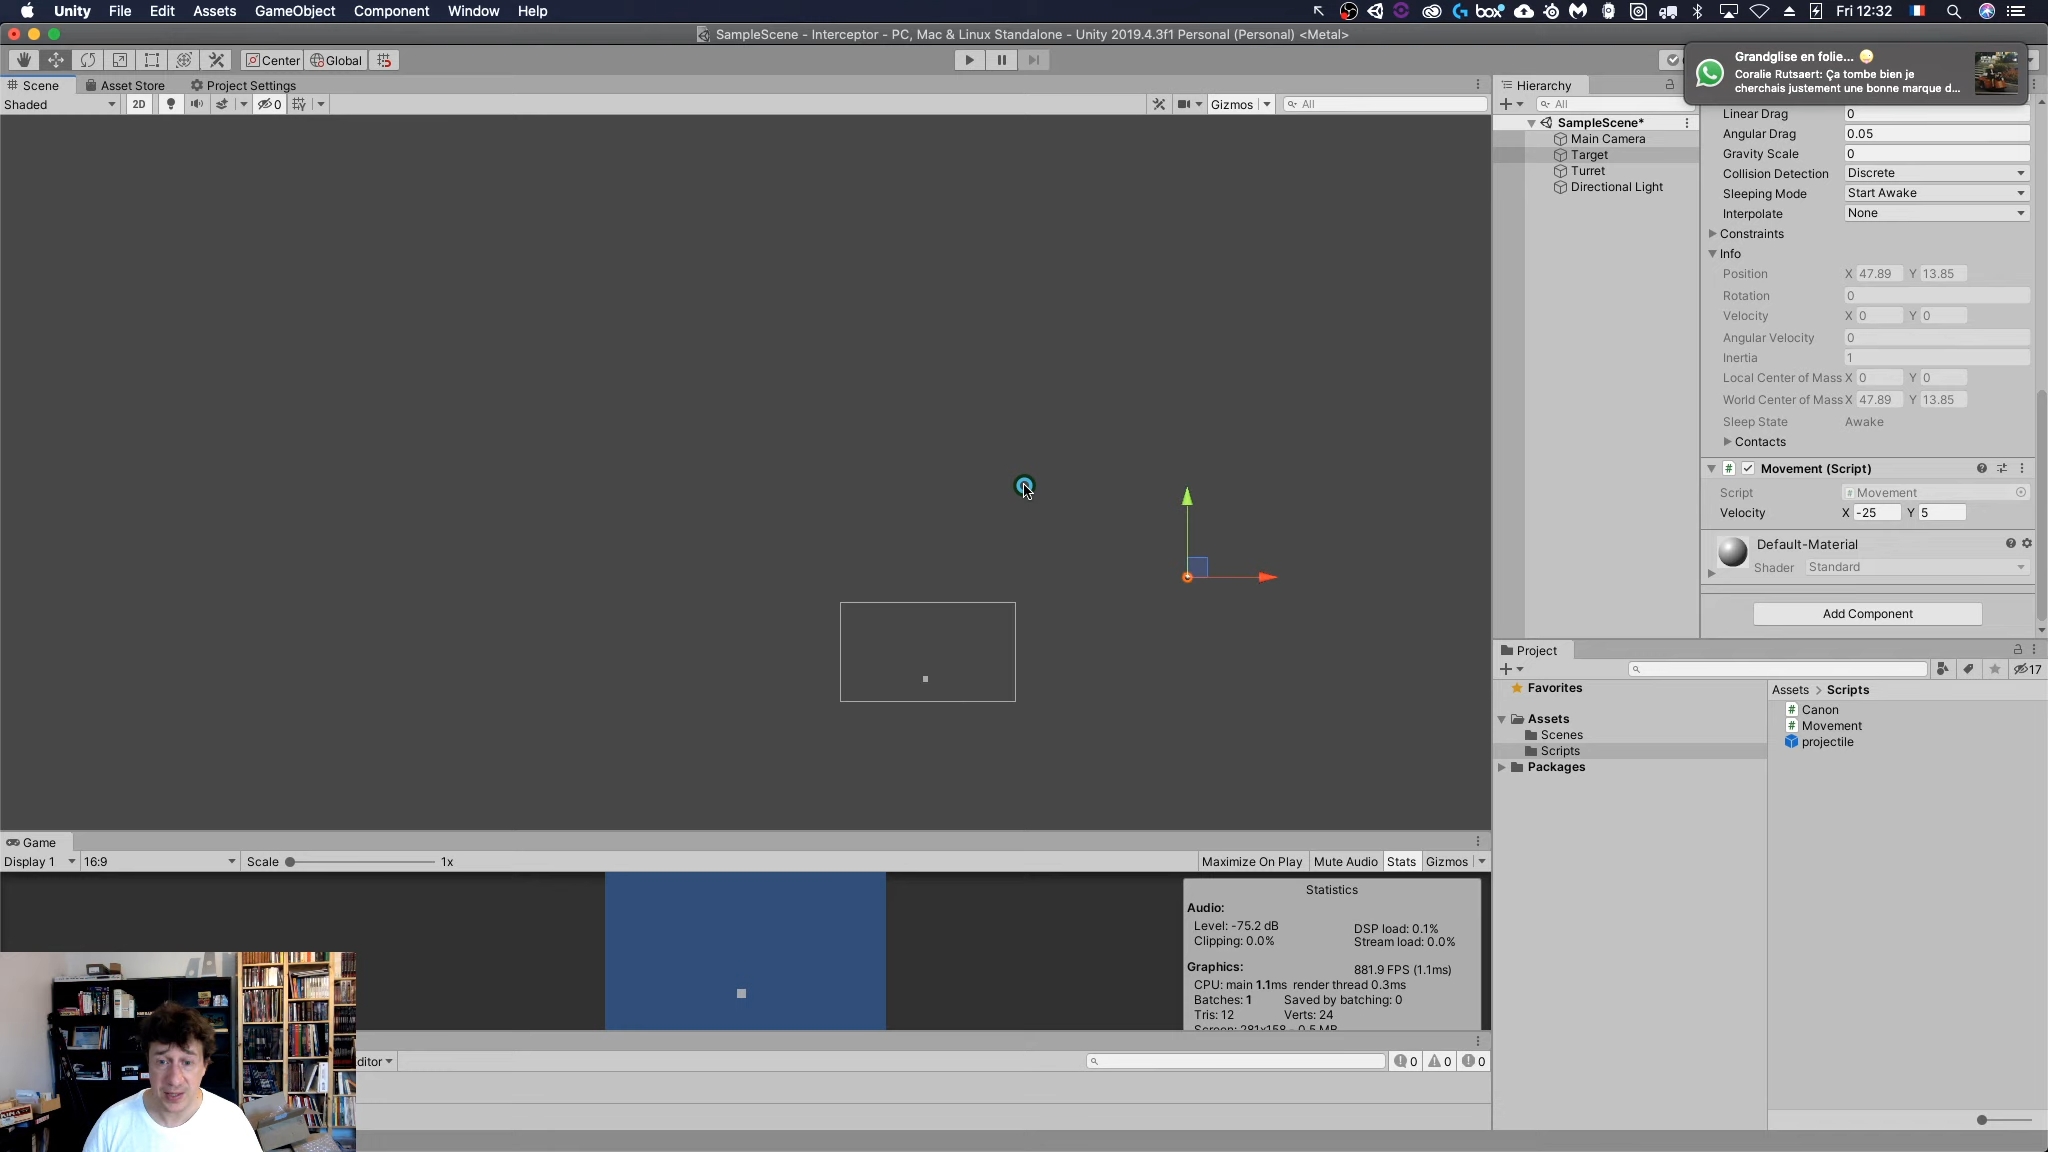 Unity File Edit Assets GameObject Component Window Help
box Fri 12:32
SampleScene - Interceptor - PC, Mac & Linux Standalone - Unity 2019.4.3f1 Personal (Personal) <Metal>
Center Global
Grandglise en folie...
Coralie Rutsaert: Ça tombe bien je
cherchais justement une bonne marque d...
Scene Asset Store Project Settings
Shaded 2D 0 Gizmos All
Hierarchy
All
SampleScene*
Main Camera
Target
Turret
Directional Light
Linear Drag 0
Angular Drag 0.05
Gravity Scale 0
Collision Detection Discrete
Sleeping Mode Start Awake
Interpolate None
Constraints
Info
Position X 47.89 Y 13.85
Rotation 0
Velocity X 0 Y 0
Angular Velocity 0
Inertia 1
Local Center of Mass X 0 Y 0
World Center of Mass X 47.89 Y 13.85
Sleep State Awake
Contacts
# Movement (Script)
Script # Movement
Velocity X -25 Y 5
Default-Material
Shader Standard
Add Component
Project
17
Favorites
Assets
Scenes
Scripts
Packages
Assets > Scripts
# Canon
# Movement
projectile
Game
Display 1 16:9 Scale 1x Maximize On Play Mute Audio Stats Gizmos
Statistics
Audio:
Level: -75.2 dB DSP load: 0.1%
Clipping: 0.0% Stream load: 0.0%
Graphics: 881.9 FPS (1.1ms)
CPU: main 1.1ms render thread 0.3ms
Batches: 1 Saved by batching: 0
Tris: 12 Verts: 24
Screen: 281x158 - 0.5 MB
ditor 0 0 0